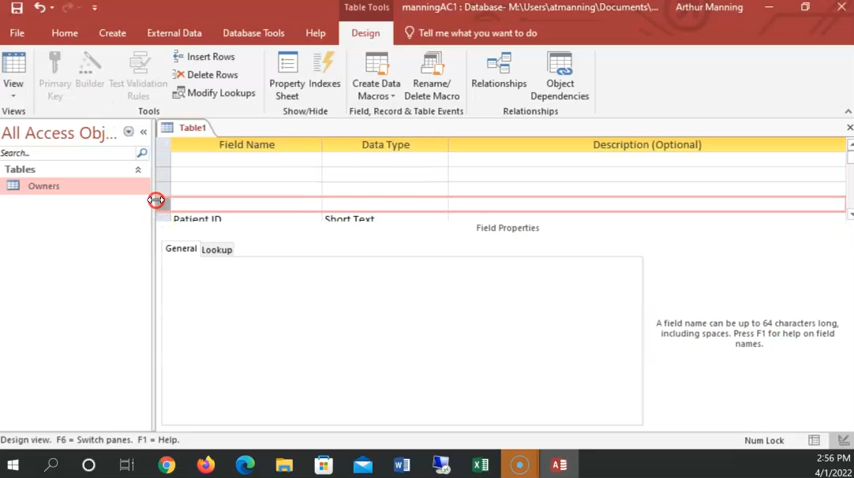 Table Tools
manningAC1 : Database- M:\Users\atmanning\Documents\...
Arthur Manning
File
Home
Create
External Data
Database Tools
Help
Design
Tell me what you want to do
View
Primary Key
Builder
Test Validation Rules
Insert Rows
Delete Rows
Modify Lookups
Property Sheet
Indexes
Create Data Macros
Rename/ Delete Macro
Relationships
Object Dependencies
Views
Tools
Show/Hide
Field, Record & Table Events
Relationships
All Access Obj...
Search...
Tables
Owners
Table1
Field Name
Data Type
Description (Optional)
Patient ID
Short Text
Field Properties
General
Lookup
A field name can be up to 64 characters long,
including spaces. Press F1 for help on field
names.
Design view. F6 = Switch panes. F1 = Help.
Num Lock
2:56 PM
4/1/2022